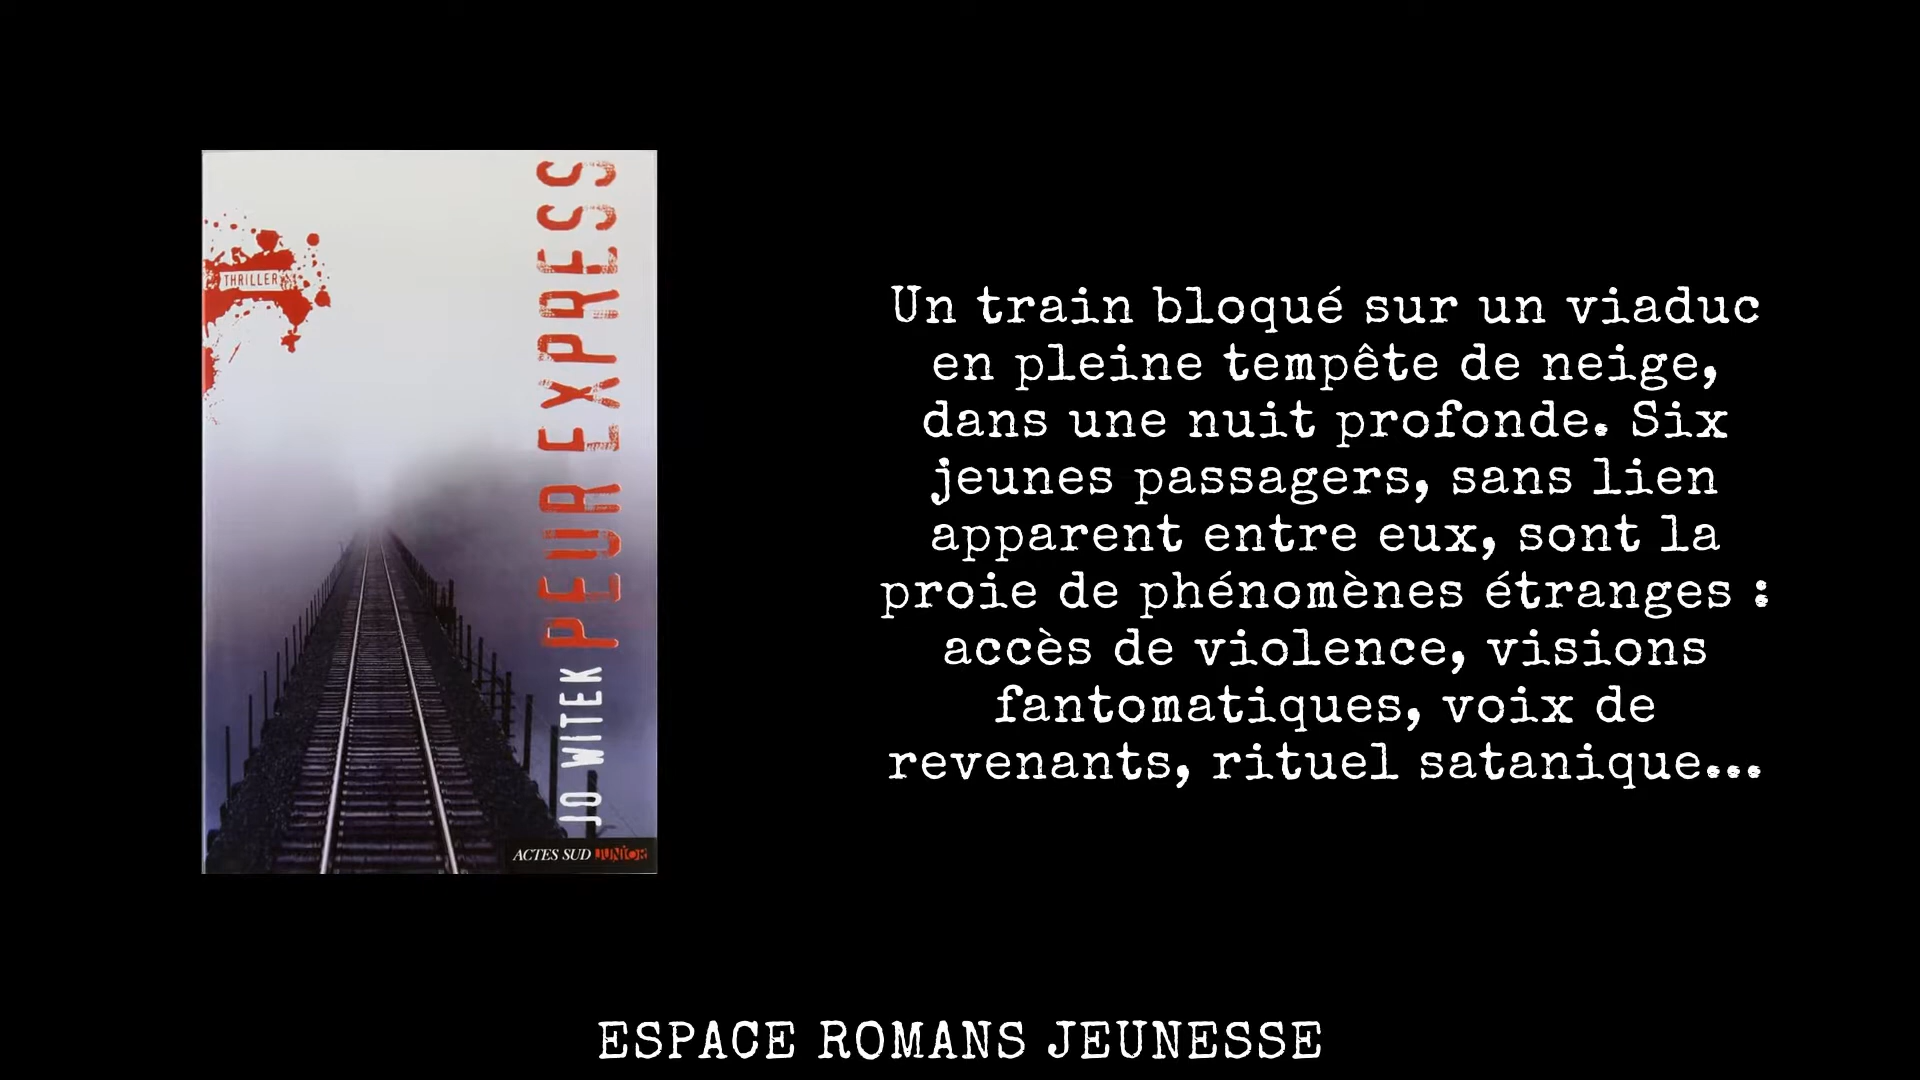 THRILLER
PEUR EXPRESS
JO WITEK
ACTES SUD JUNIOR
Un train bloqué sur un viaduc
en pleine tempête de neige,
dans une nuit profonde. Six
jeunes passagers, sans lien
apparent entre eux, sont la
proie de phénomènes étranges :
accès de violence, visions
fantomatiques, voix de
revenants, rituel satanique...
ESPACE ROMANS JEUNESSE